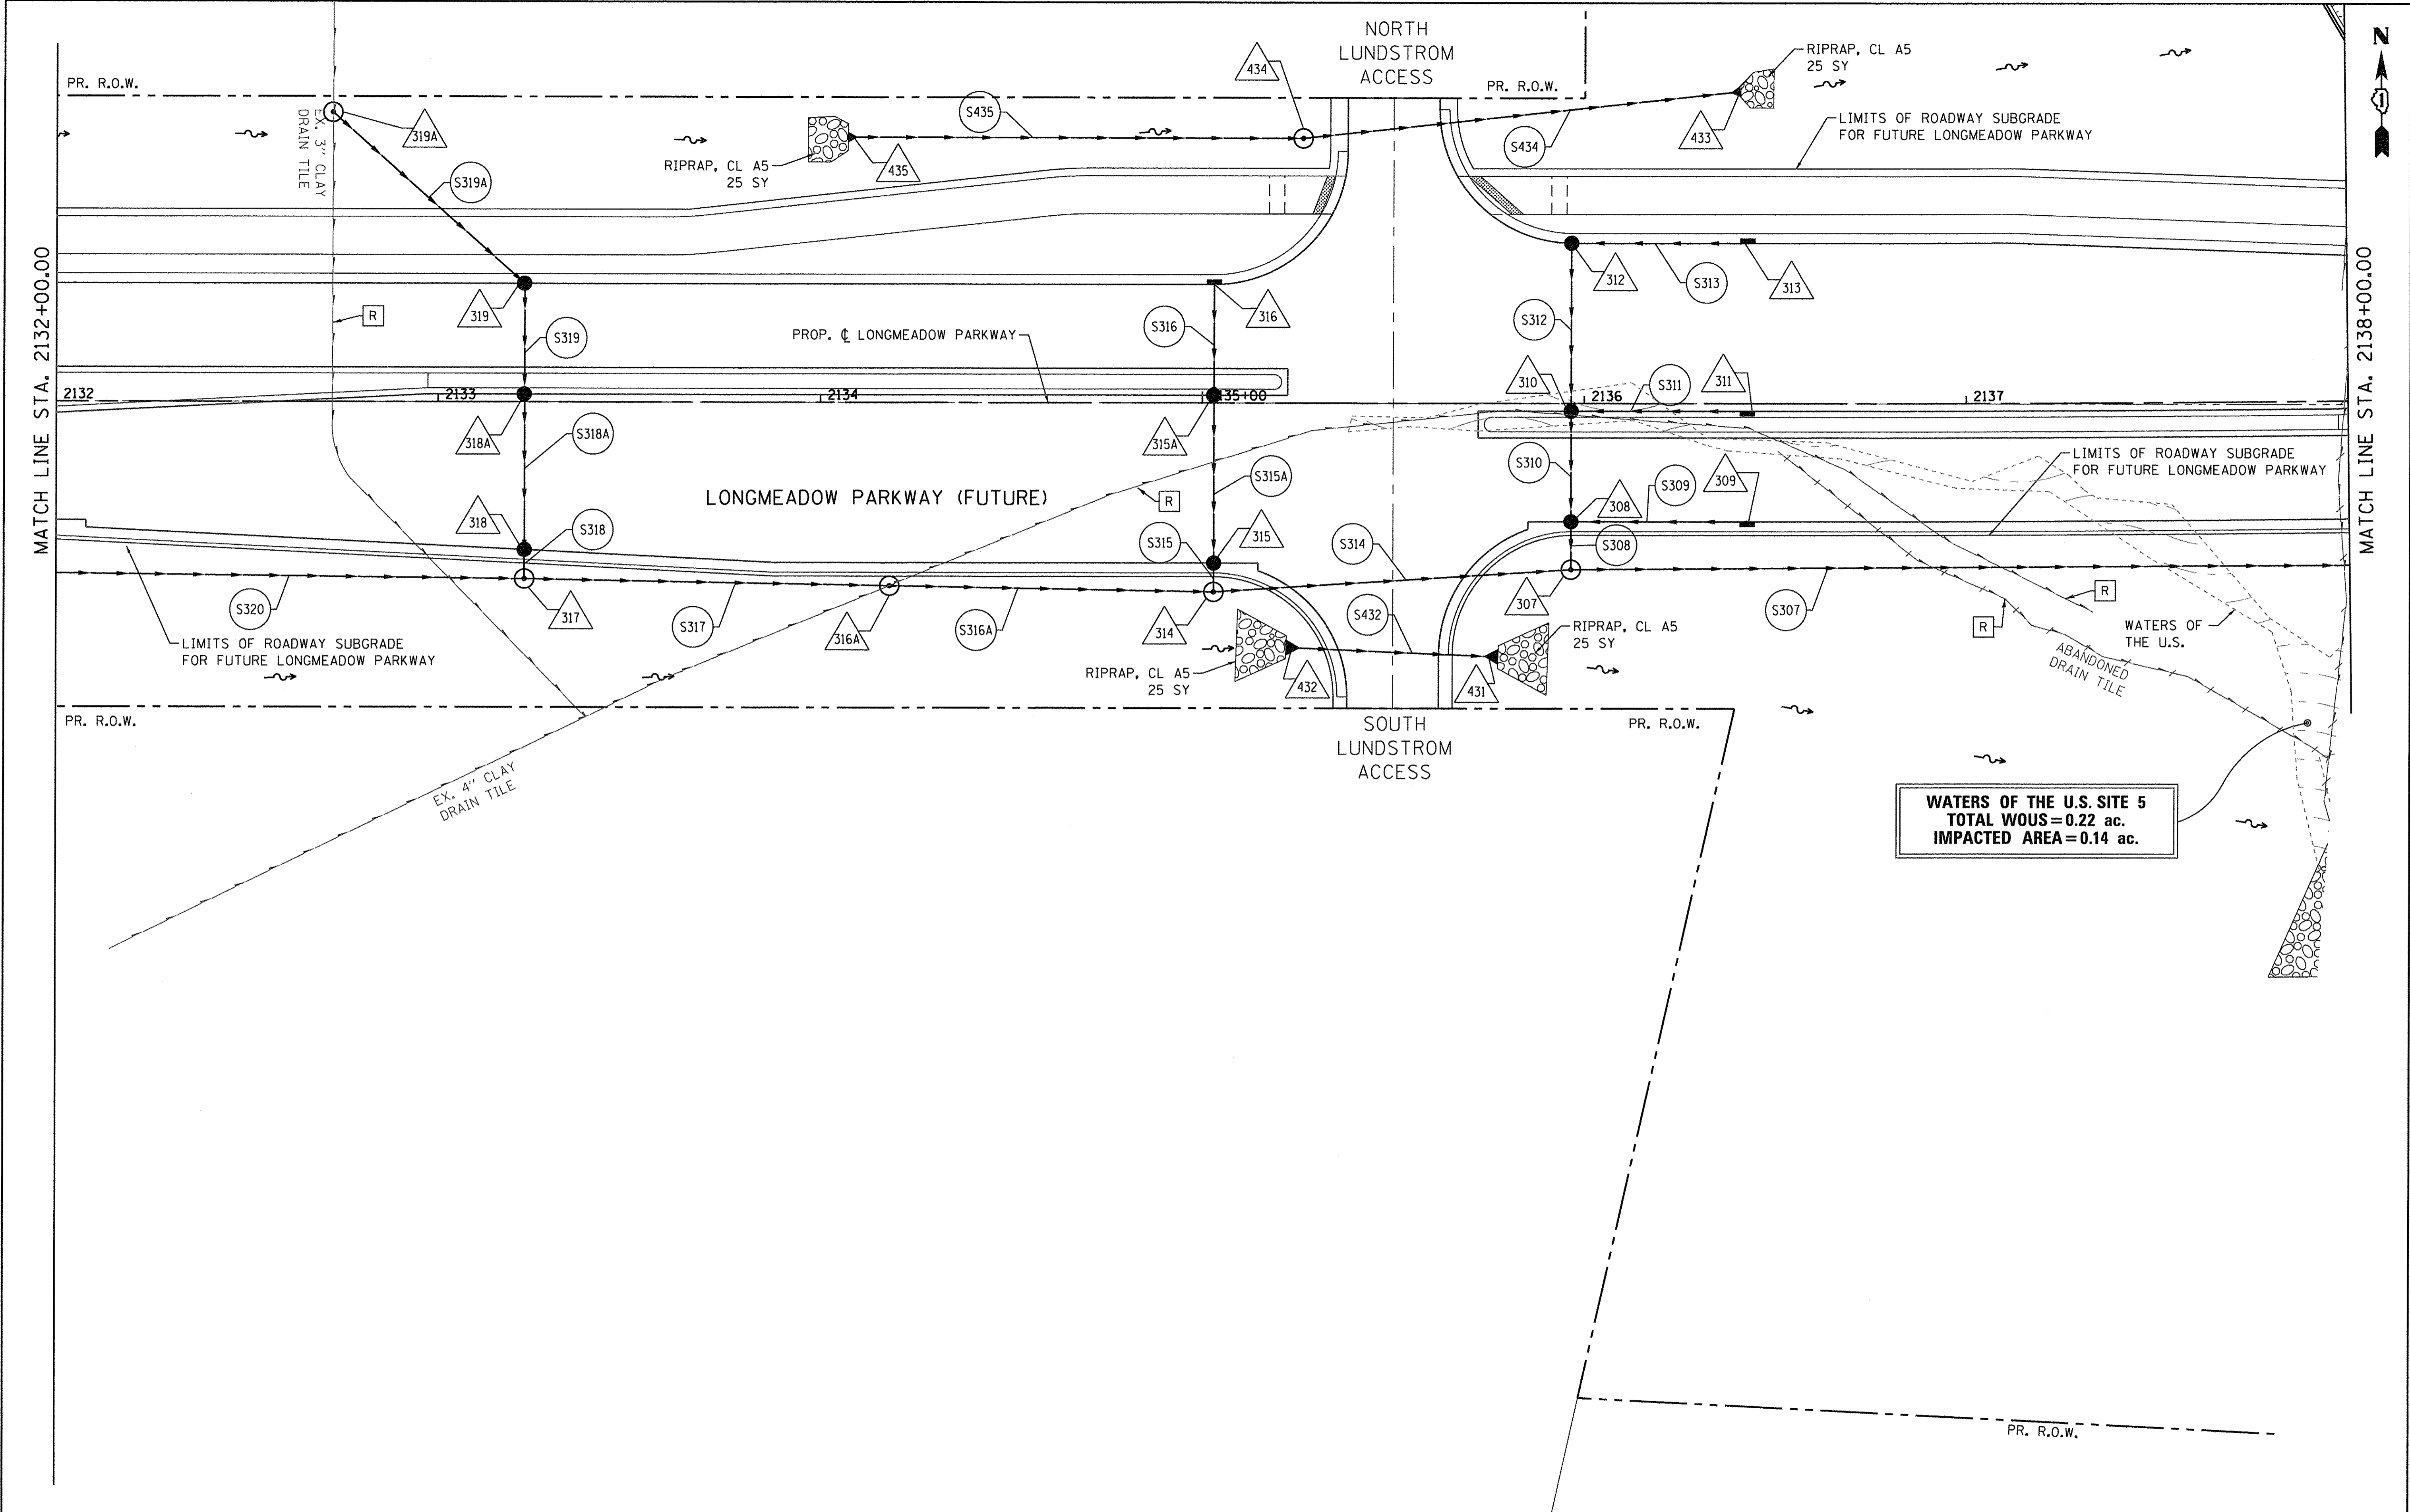 NORTH
LUNDSTROM
ACCESS
PR. R.O.W.
PR. R.O.W.
RIPRAP, CL A5
25 SY
N
1
434
S435
433
S434
319A
EX. 3" CLAY
DRAIN TILE
LIMITS OF ROADWAY SUBGRADE
FOR FUTURE LONGMEADOW PARKWAY
RIPRAP, CL A5
25 SY
435
S319A
MATCH LINE STA. 2132+00.00
MATCH LINE STA. 2138+00.00
R
319
S319
316
S316
312
S313
313
S312
PROP. ℄ LONGMEADOW PARKWAY
2132
2133
2134
35+00
2136
2137
310
S311
311
318A
S318A
315A
S315A
S310
S309
309
LIMITS OF ROADWAY SUBGRADE
FOR FUTURE LONGMEADOW PARKWAY
LONGMEADOW PARKWAY (FUTURE)
R
318
S318
S315
315
S314
308
S308
S320
317
S317
316A
S316A
314
S432
307
S307
R
R
LIMITS OF ROADWAY SUBGRADE
FOR FUTURE LONGMEADOW PARKWAY
RIPRAP, CL A5
25 SY
WATERS OF
THE U.S.
ABANDONED
DRAIN TILE
RIPRAP, CL A5
25 SY
432
431
PR. R.O.W.
SOUTH
LUNDSTROM
ACCESS
PR. R.O.W.
EX. 4" CLAY
DRAIN TILE
WATERS OF THE U.S. SITE 5
TOTAL WOUS=0.22 ac.
IMPACTED AREA=0.14 ac.
PR. R.O.W.